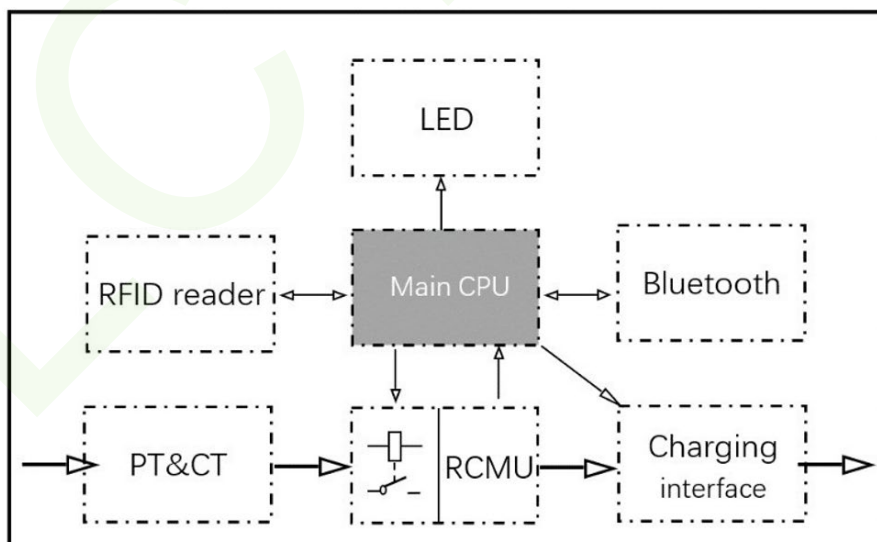 LED
RFID reader
Main CPU
Bluetooth
PT&CT
RCMU
Charging
interface